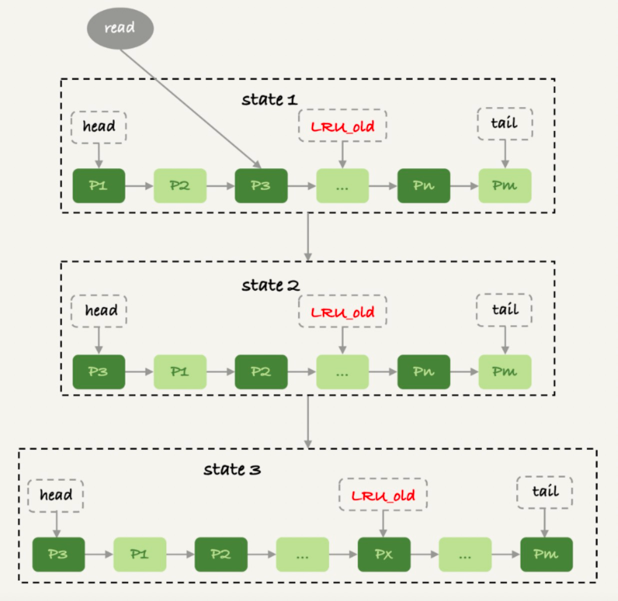 read
state 1
head
LRU_old
tail
P1 P2 P3 ... Pn Pm
state 2
head
LRU_old
tail
P3 P1 P2 ... Pn Pm
state 3
head
LRU_old
tail
P3 P1 P2 ... Px ... Pm